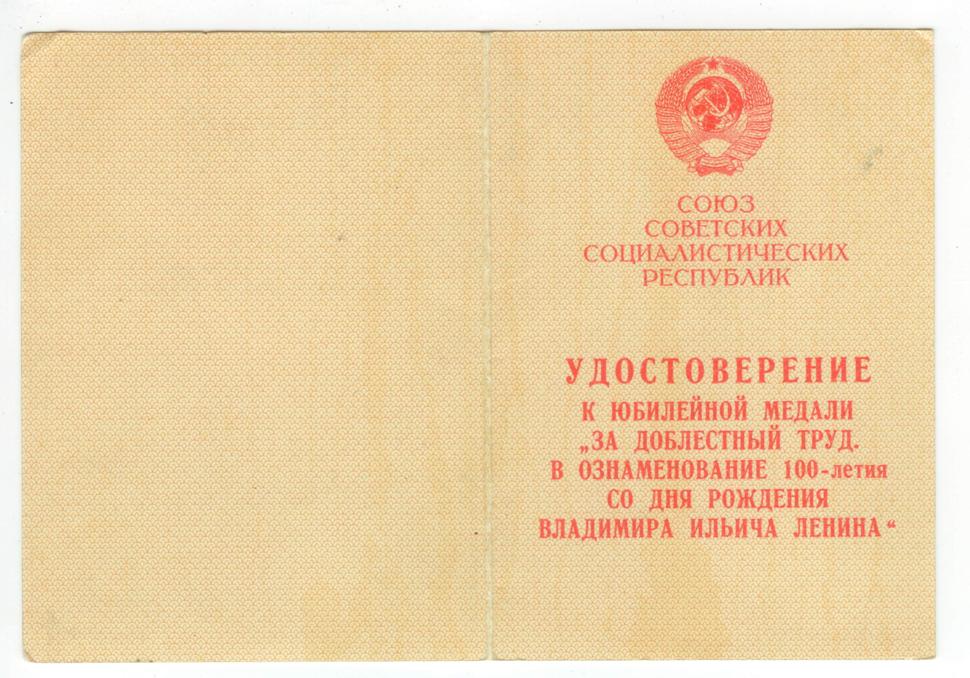 СОЮЗ
СОВЕТСКИХ
СОЦИАЛИСТИЧЕСКИХ
РЕСПУБЛИК
УДОСТОВЕРЕНИЕ
К ЮБИЛЕЙНОЙ МЕДАЛИ
„ЗА ДОБЛЕСТНЫЙ ТРУД.
В ОЗНАМЕНОВАНИЕ 100-летия
СО ДНЯ РОЖДЕНИЯ
ВЛАДИМИРА ИЛЬИЧА ЛЕНИНА“